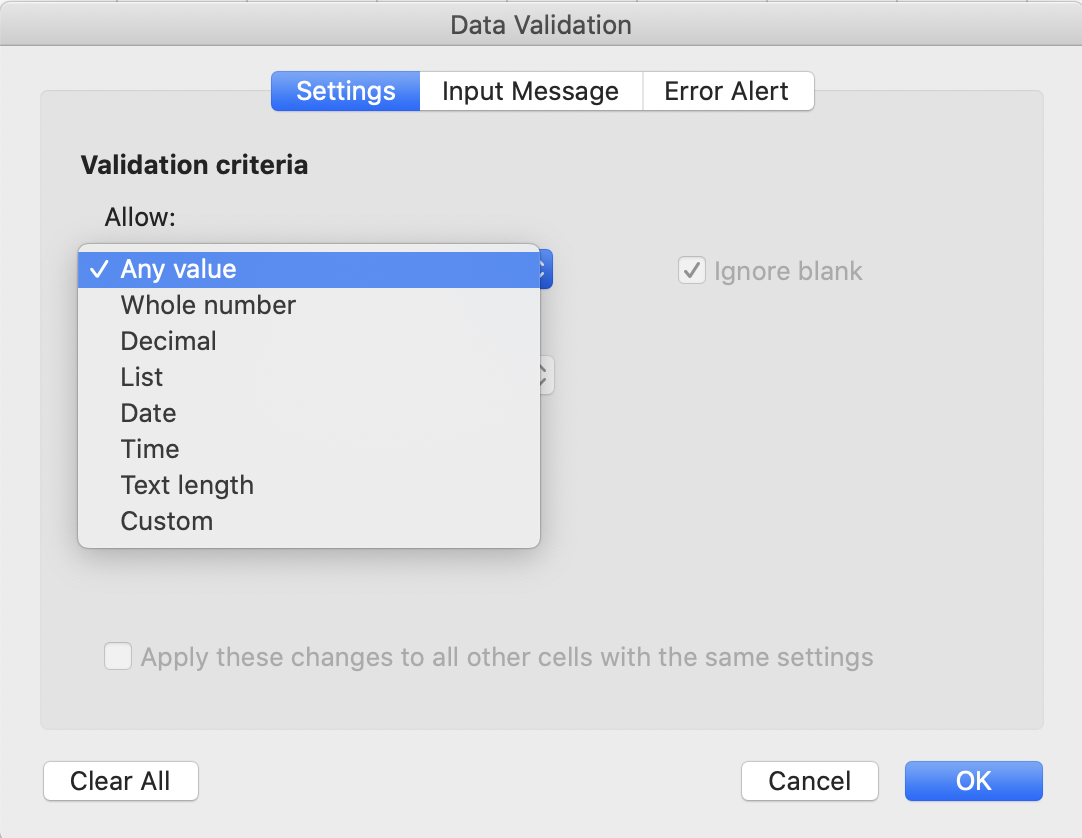 Data Validation
Settings Input Message Error Alert
Validation criteria
Allow:
Any value
Ignore blank
Whole number
Decimal
List
Date
Time
Text length
Custom
Apply these changes to all other cells with the same settings
Clear All Cancel OK